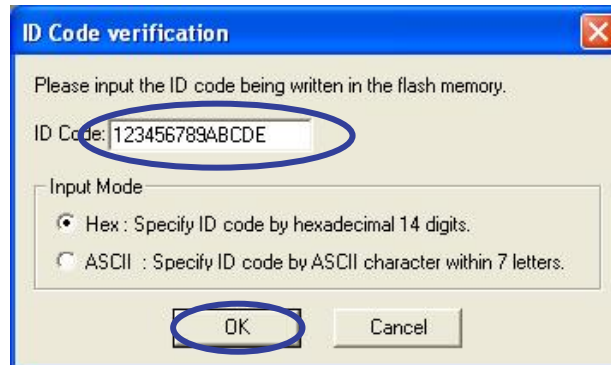 ID Code verification
Please input the ID code being written in the flash memory.
ID Code: 123456789ABCDE
Input Mode
Hex : Specify ID code by hexadecimal 14 digits.
ASCII : Specify ID code by ASCII character within 7 letters.
OK Cancel